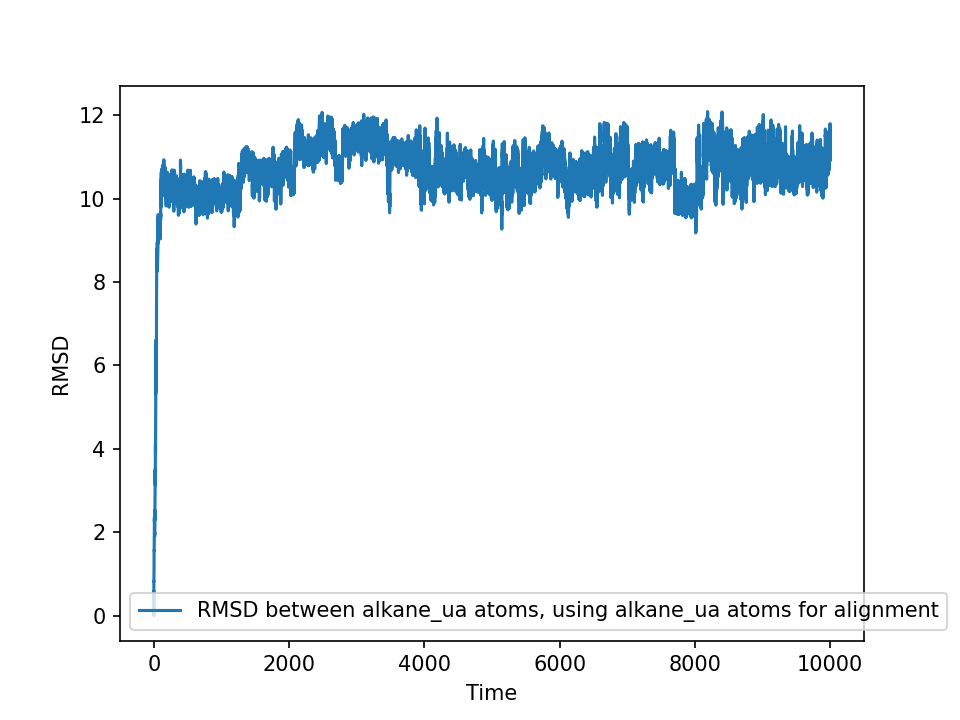 12
10
8
6
4
2
0
RMSD
RMSD between alkane_ua atoms, using alkane_ua atoms for alignment
0 2000 4000 6000 8000 10000
Time